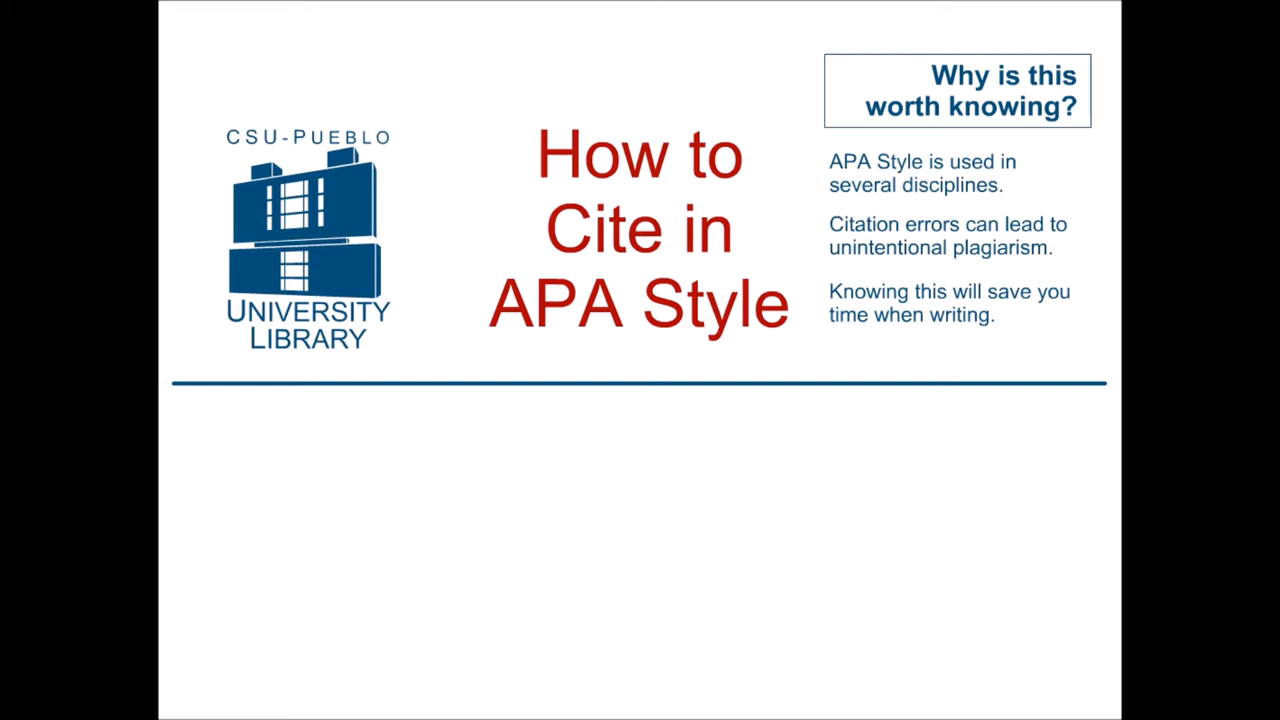 CSU-PUEBLO
UNIVERSITY
LIBRARY
How to
Cite in
APA Style
Why is this
worth knowing?
APA Style is used in
several disciplines.
Citation errors can lead to
unintentional plagiarism.
Knowing this will save you
time when writing.